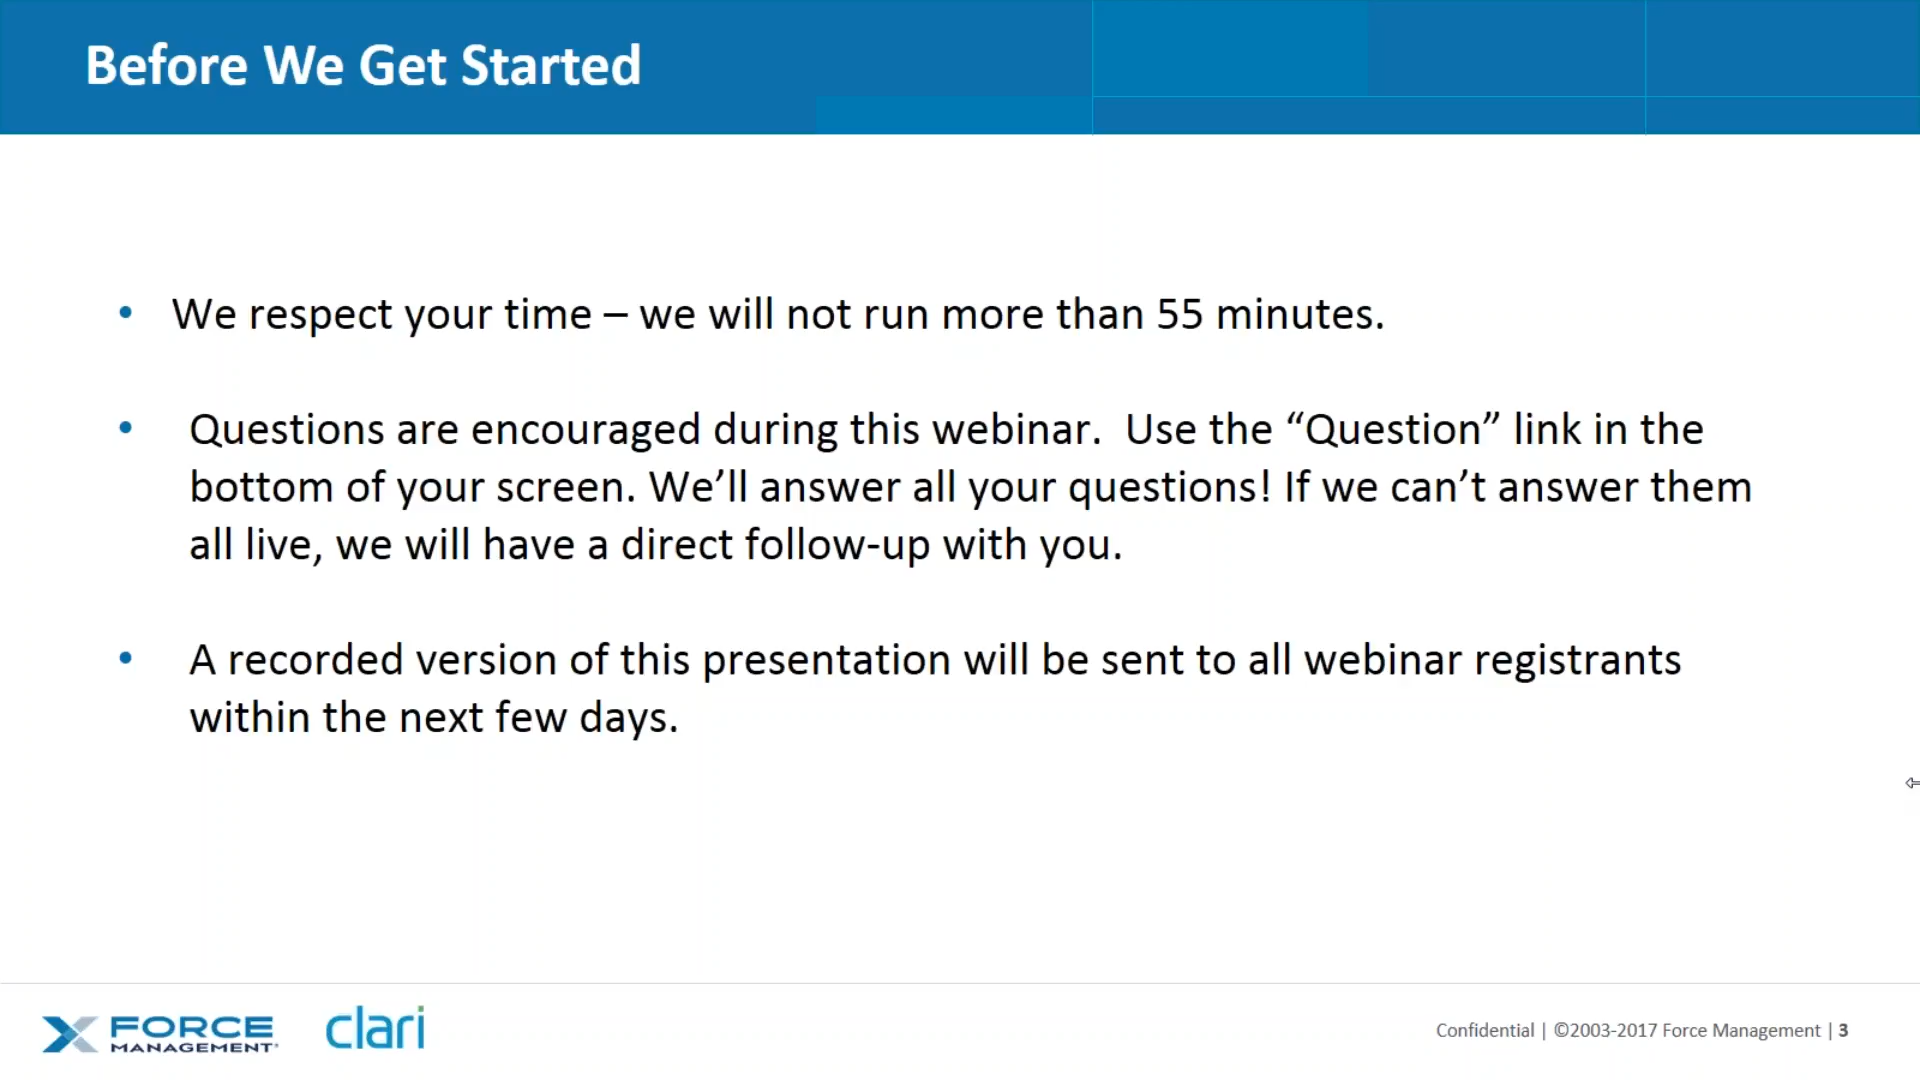 Before We Get Started
• We respect your time – we will not run more than 55 minutes.
• Questions are encouraged during this webinar.  Use the “Question” link in the
bottom of your screen. We’ll answer all your questions! If we can’t answer them
all live, we will have a direct follow-up with you.
• A recorded version of this presentation will be sent to all webinar registrants
within the next few days.
FORCE
MANAGEMENT
clari
Confidential | ©2003-2017 Force Management | 3